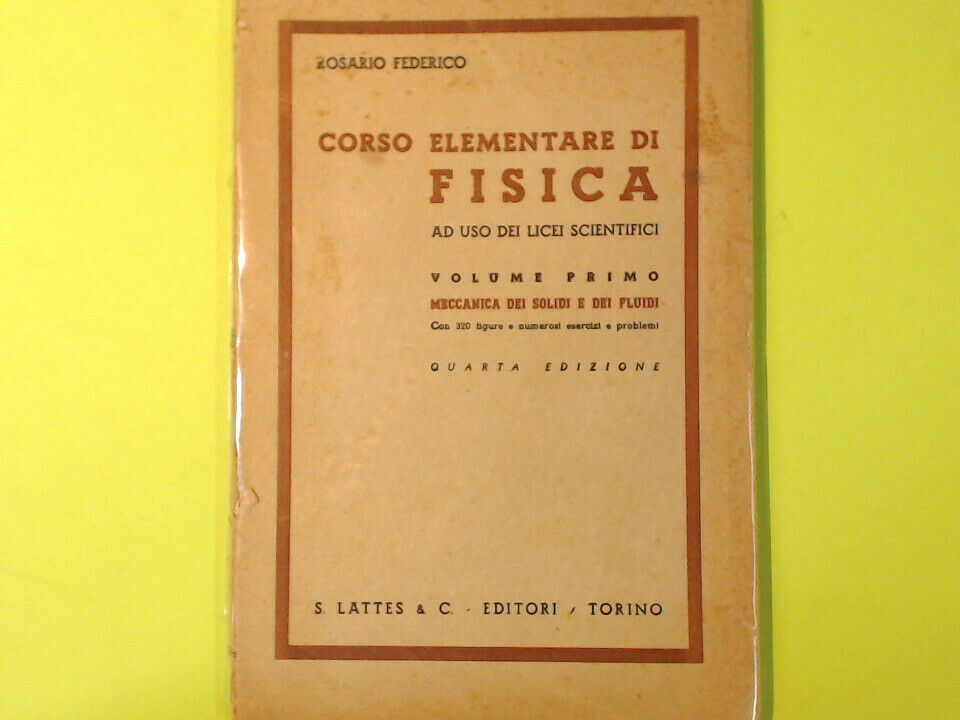 ROSARIO FEDERICO
CORSO ELEMENTARE DI
FISICA
AD USO DEI LICEI SCIENTIFICI
VOLUME PRIMO
MECCANICA DEI SOLIDI E DEI FLUIDI
Con 320 figure e numerosi esercizi e problemi
QUARTA EDIZIONE
S. LATTES & C. - EDITORI / TORINO